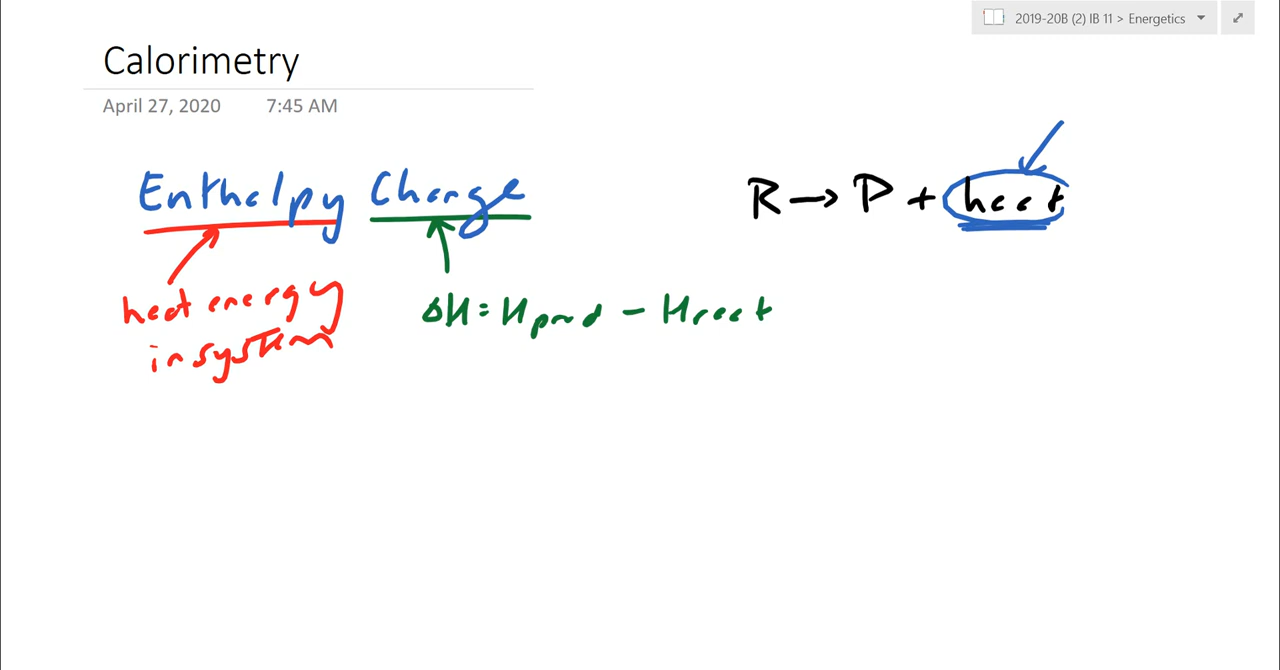 2019-20B (2) IB 11 > Energetics
Calorimetry
April 27, 2020 7:45 AM
Enthalpy Change
R → P + heat
heat energy
in system
ΔH = Hprod - Hreact